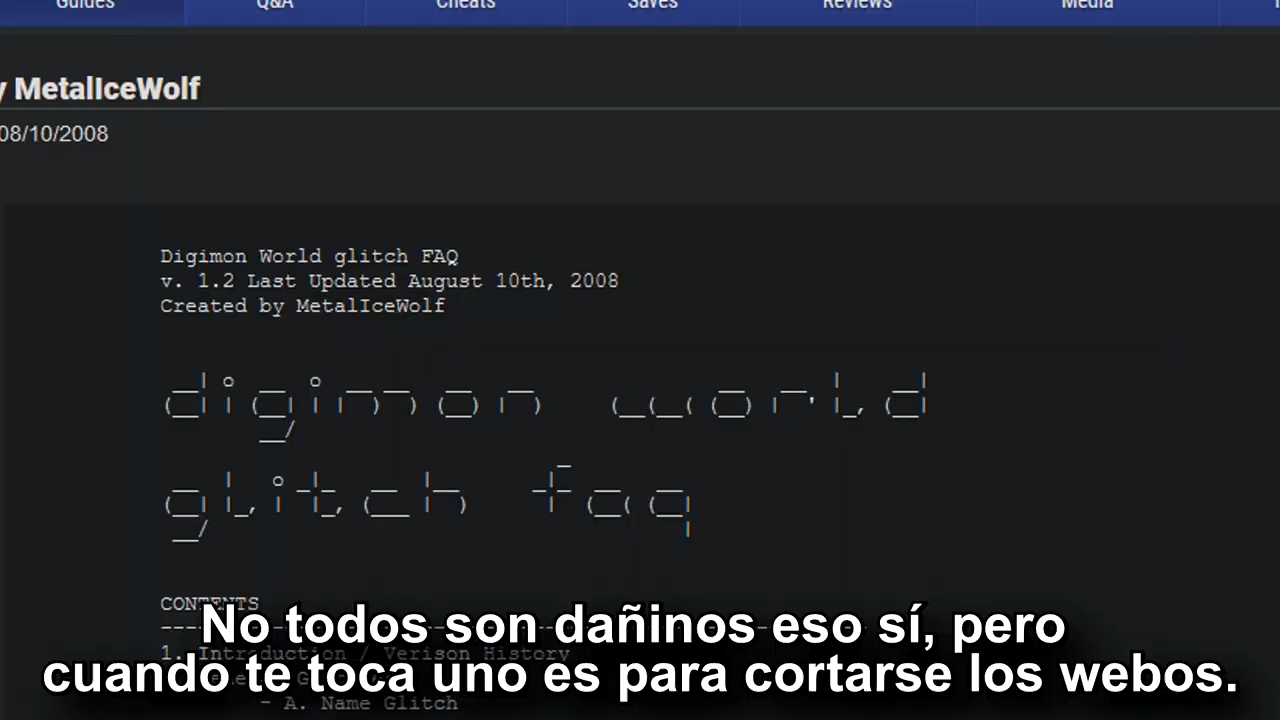 Guides Q&A Cheats Saves Reviews Media
y MetalIceWolf
08/10/2008
Digimon World glitch FAQ
v. 1.2 Last Updated August 10th, 2008
Created by MetalIceWolf
digimon world
glitch faq
CONTENTS
No todos son dañinos eso sí, pero
1. Introduction / Verison History
cuando te toca uno es para cortarse los webos.
- A. Name Glitch